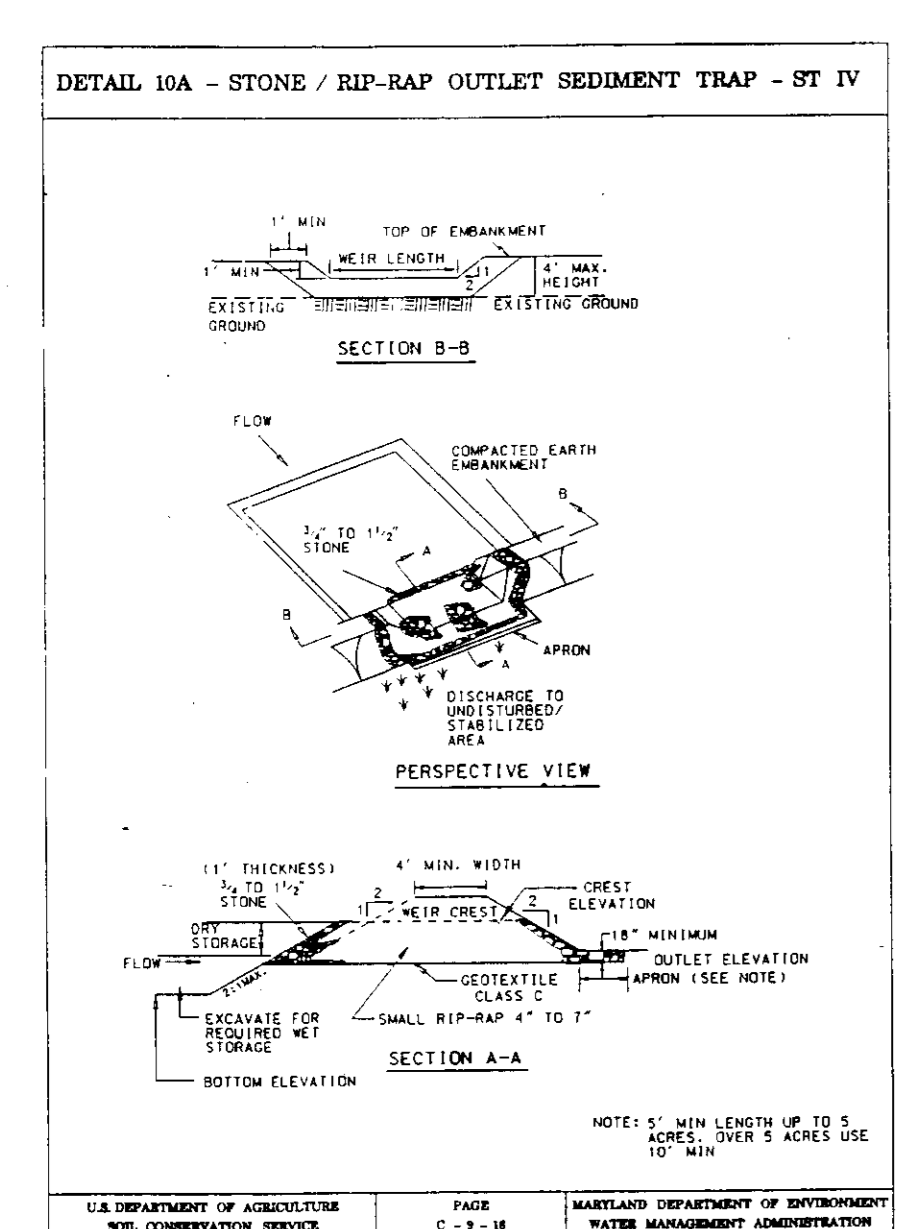 DETAIL 10A - STONE / RIP-RAP OUTLET SEDIMENT TRAP - ST IV
1' MIN
TOP OF EMBANKMENT
WEIR LENGTH
1' MIN
1
2
4' MAX.
HEIGHT
EXISTING
GROUND
EXISTING GROUND
SECTION B-B
FLOW
COMPACTED EARTH
EMBANKMENT
B
3/4" TO 1 1/2"
STONE
A
B
APRON
A
DISCHARGE TO
UNDISTURBED/
STABILIZED
AREA
PERSPECTIVE VIEW
(1' THICKNESS)
3/4 TO 1 1/2"
STONE
4' MIN. WIDTH
2
1
WEIR CREST
2
1
CREST
ELEVATION
DRY
STORAGE
18" MINIMUM
FLOW
OUTLET ELEVATION
APRON (SEE NOTE)
2:1MAX.
GEOTEXTILE
CLASS C
EXCAVATE FOR
REQUIRED WET
STORAGE
SMALL RIP-RAP 4" TO 7"
SECTION A-A
BOTTOM ELEVATION
NOTE: 5' MIN LENGTH UP TO 5
ACRES. OVER 5 ACRES USE
10' MIN
U.S. DEPARTMENT OF AGRICULTURE
SOIL CONSERVATION SERVICE
PAGE
C - 9 - 18
MARYLAND DEPARTMENT OF ENVIRONMENT
WATER MANAGEMENT ADMINISTRATION